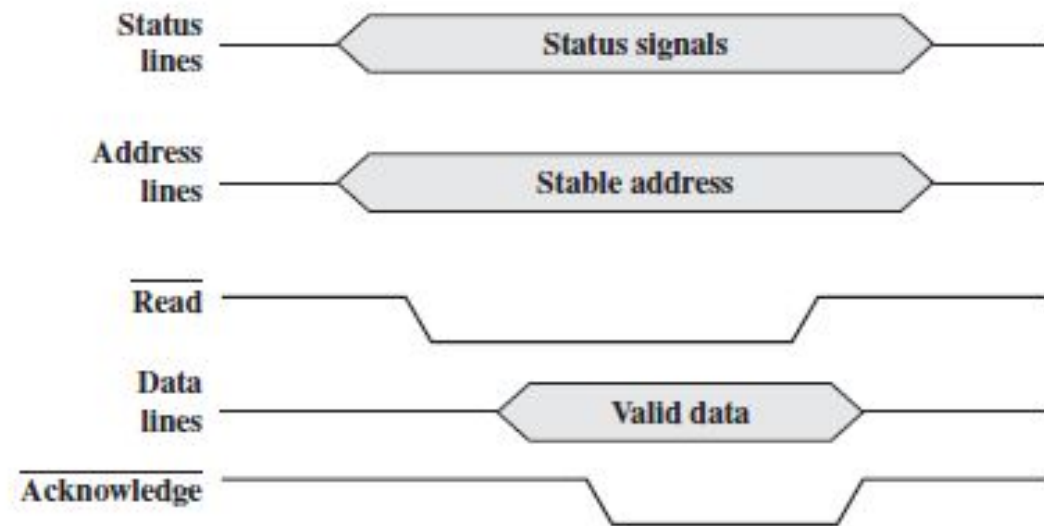 Status
lines
Status signals
Address
lines
Stable address
Read
Data
lines
Valid data
Acknowledge